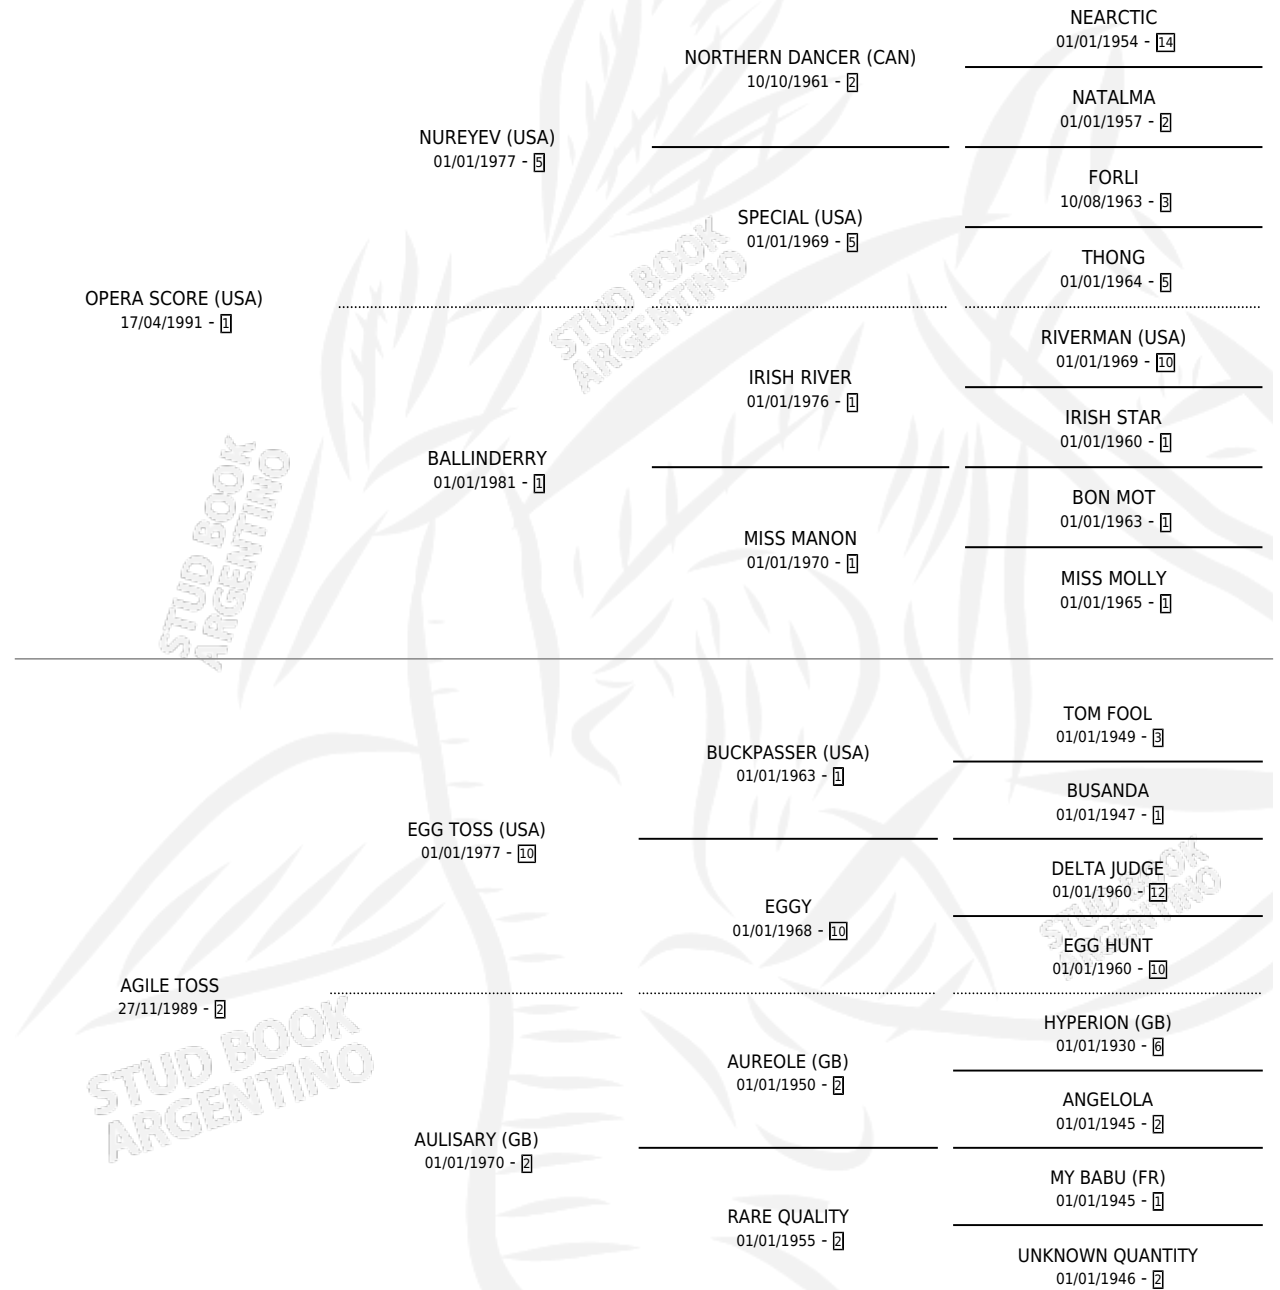 OPERA SCORE (USA)
17/04/1991 - 1
NUREYEV (USA)
01/01/1977 - 5
BALLINDERRY
01/01/1981 - 1
NORTHERN DANCER (CAN)
10/10/1961 - 2
SPECIAL (USA)
01/01/1969 - 5
IRISH RIVER
01/01/1976 - 1
MISS MANON
01/01/1970 - 1
NEARCTIC
01/01/1954 - 14
NATALMA
01/01/1957 - 2
FORLI
10/08/1963 - 3
THONG
01/01/1964 - 5
RIVERMAN (USA)
01/01/1969 - 10
IRISH STAR
01/01/1960 - 1
BON MOT
01/01/1963 - 1
MISS MOLLY
01/01/1965 - 1
STUD BOOK
ARGENTINO
STUD BOOK
ARGENTINO
AGILE TOSS
27/11/1989 - 2
EGG TOSS (USA)
01/01/1977 - 10
AULISARY (GB)
01/01/1970 - 2
BUCKPASSER (USA)
01/01/1963 - 1
EGGY
01/01/1968 - 10
AUREOLE (GB)
01/01/1950 - 2
RARE QUALITY
01/01/1955 - 2
TOM FOOL
01/01/1949 - 3
BUSANDA
01/01/1947 - 1
DELTA JUDGE
01/01/1960 - 12
EGG HUNT
01/01/1960 - 10
HYPERION (GB)
01/01/1930 - 6
ANGELOLA
01/01/1945 - 2
MY BABU (FR)
01/01/1945 - 1
UNKNOWN QUANTITY
01/01/1946 - 2
STUD BOOK
ARGENTINO
STUD BOOK
ARGENTINO